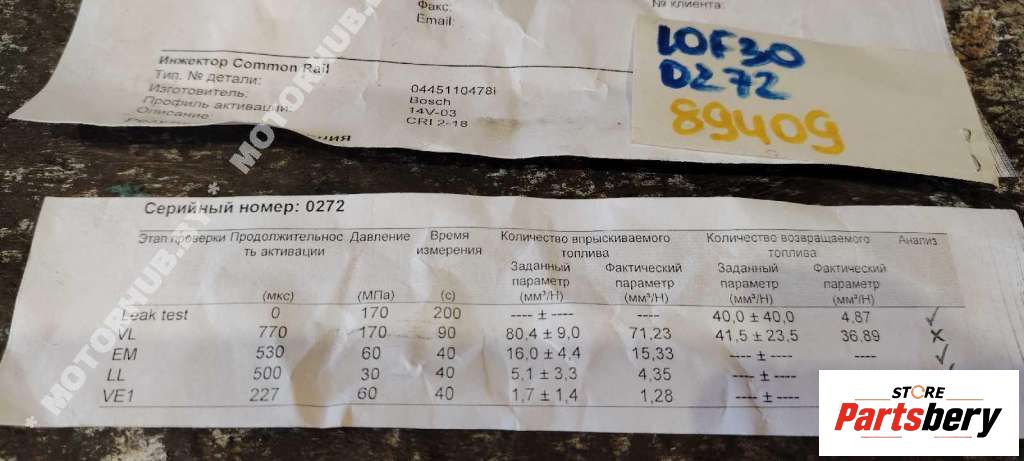 Факс:
Email:
№ клиента:
Инжектор Common Rail
Тип. № детали: 0445110478i
Изготовитель: Bosch
Профиль активации: 14V-03
Описание: CRI 2-18
10F30
0272
89409
Серийный номер: 0272
Этап проверки Продолжительнос Давление Время Количество впрыскиваемого Количество возвращаемого Анализ
ть активации измерения топлива топлива
Заданный Фактический Заданный Фактический
параметр параметр параметр параметр
(мкс) (МПа) (с) (мм³/H) (мм³/H) (мм³/H) (мм³/H)
Leak test 0 170 200 ---- ± ---- ---- 40,0 ± 40,0 4,87 ✓
VL 770 170 90 80,4 ± 9,0 71,23 41,5 ± 23,5 36,89 ✗
EM 530 60 40 16,0 ± 4,4 15,33 ---- ± ---- ---- ✓
LL 500 30 40 5,1 ± 3,3 4,35 ---- ±
VE1 227 60 40 1,7 ± 1,4 1,28 ---- ±
* MOTORHUB.BY * MOTORHUB.BY
STORE
Partsbery